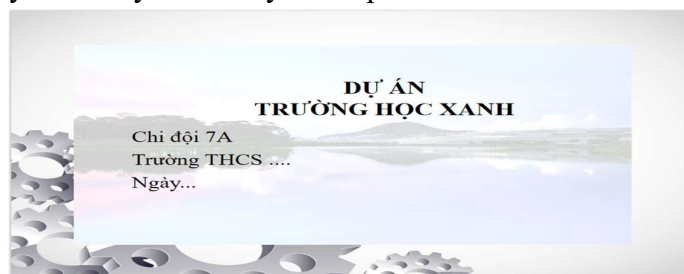 DỰ ÁN
TRƯỜNG HỌC XANH
Chi đội 7A
Trường THCS ....
Ngày...